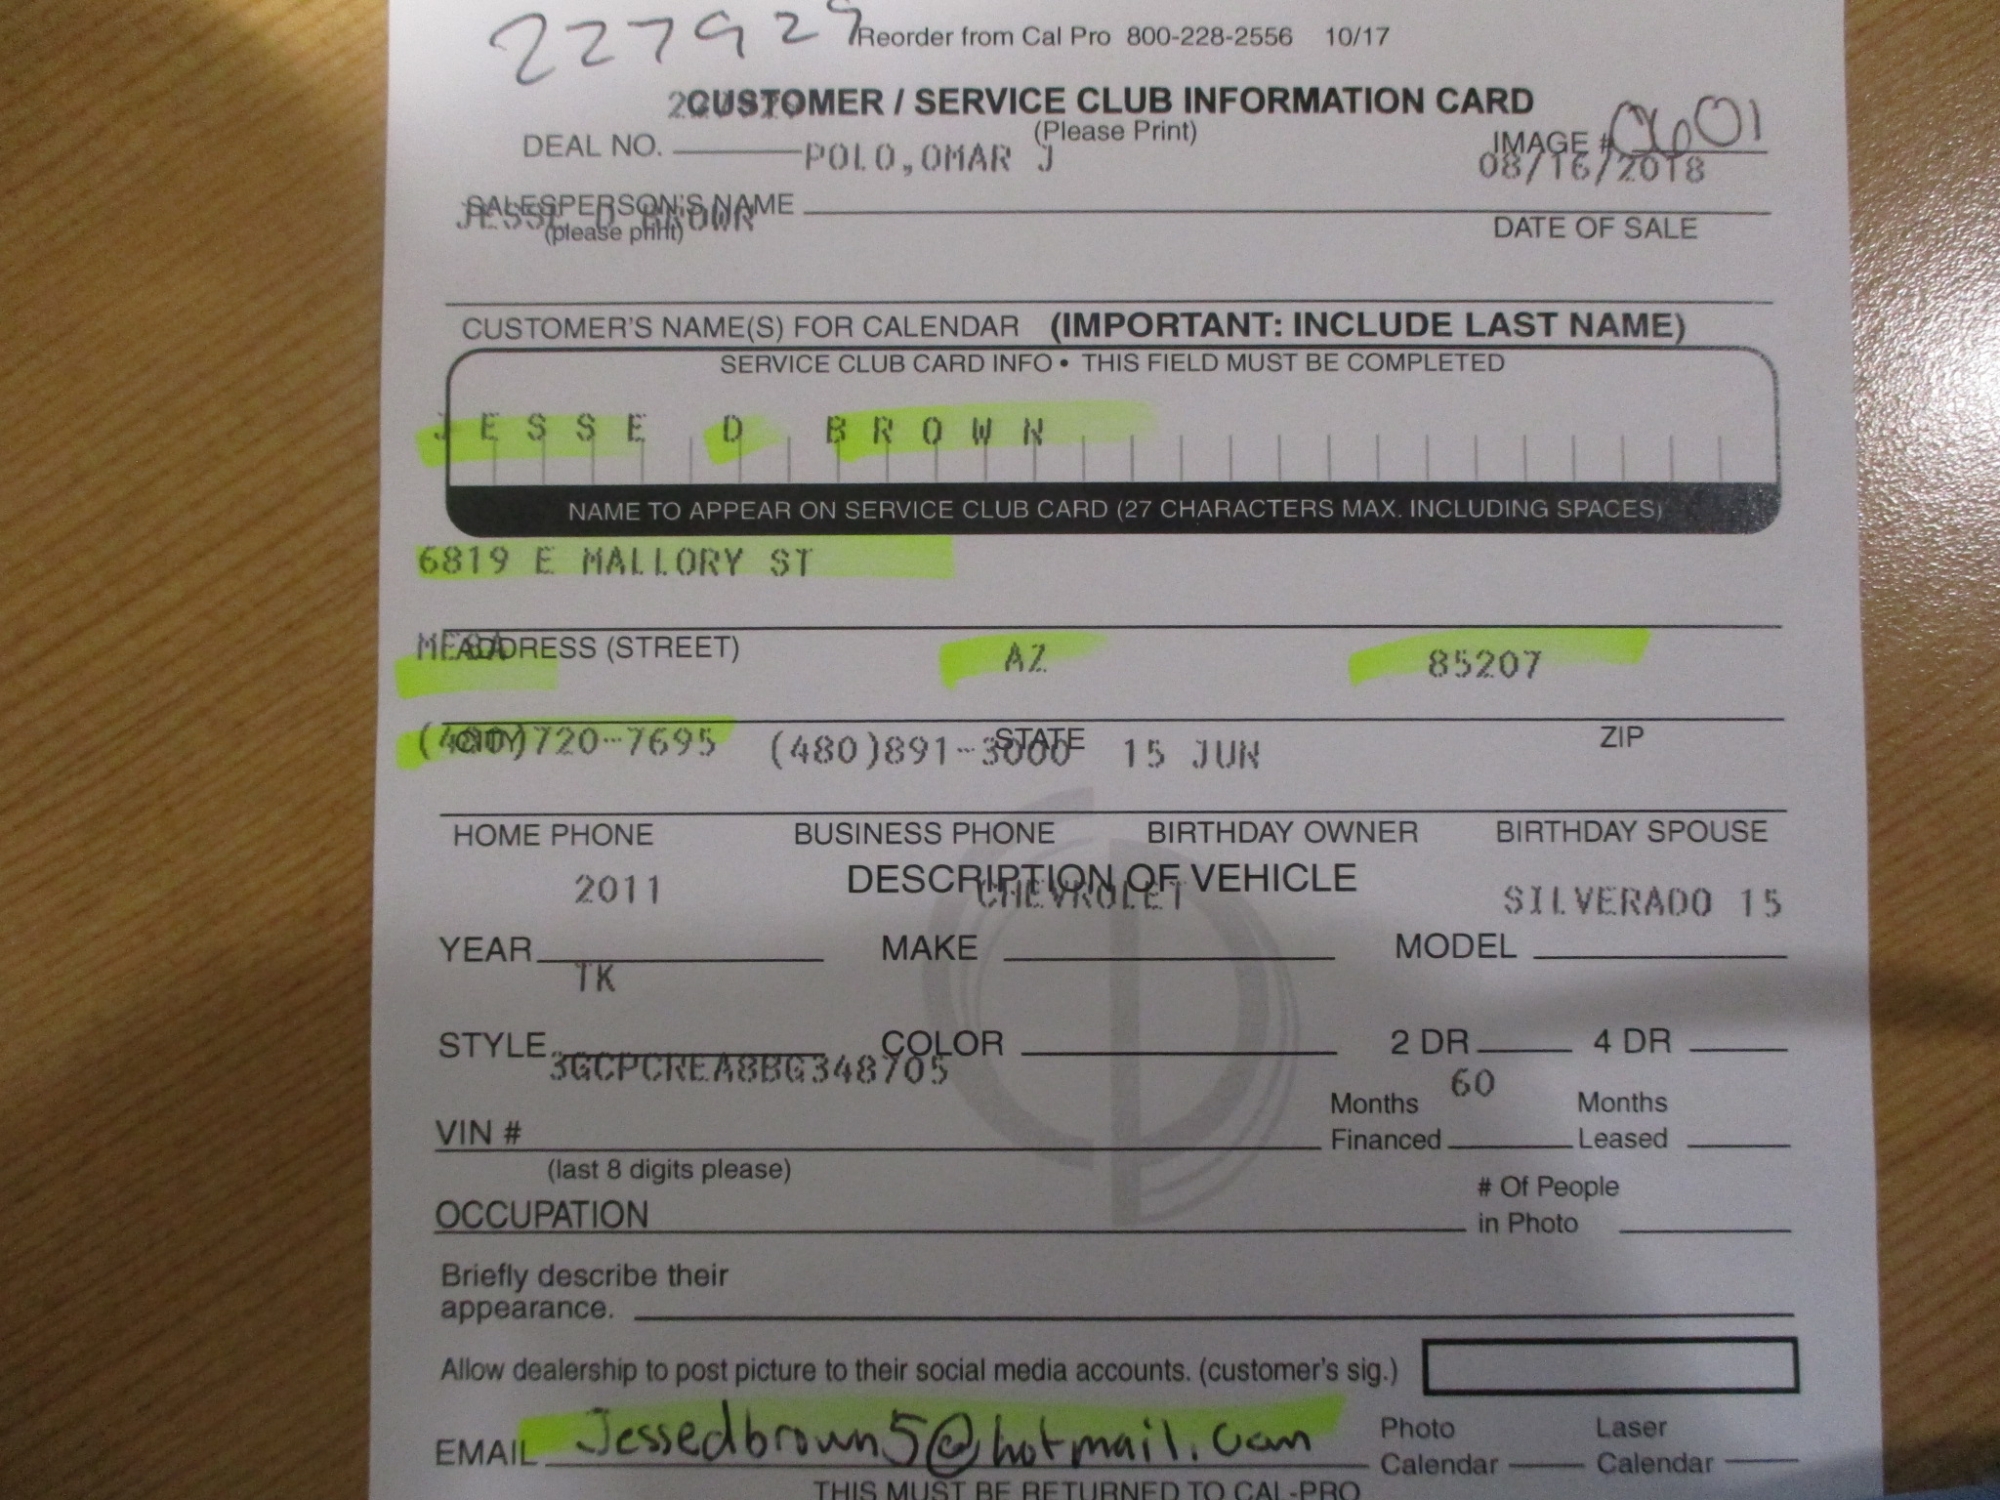 227929 Reorder from Cal Pro 800-228-2556 10/17
CUSTOMER / SERVICE CLUB INFORMATION CARD
(Please Print)
DEAL NO. POLO,OMAR J IMAGE # 0601
08/16/2018
SALESPERSON'S NAME
JESSE D BROWN
(please print) DATE OF SALE
CUSTOMER'S NAME(S) FOR CALENDAR (IMPORTANT: INCLUDE LAST NAME)
SERVICE CLUB CARD INFO • THIS FIELD MUST BE COMPLETED
JESSE D BROWN
NAME TO APPEAR ON SERVICE CLUB CARD (27 CHARACTERS MAX. INCLUDING SPACES)
6819 E MALLORY ST
ADDRESS (STREET)
MESA AZ 85207
CITY STATE ZIP
(480)720-7695 (480)891-3000 15 JUN
HOME PHONE BUSINESS PHONE BIRTHDAY OWNER BIRTHDAY SPOUSE
DESCRIPTION OF VEHICLE
2011 CHEVROLET SILVERADO 15
YEAR MAKE MODEL
TK
STYLE COLOR 2 DR 4 DR
3GCPCREA8BG348705 60
VIN # Months Financed Months Leased
(last 8 digits please)
OCCUPATION # Of People in Photo
Briefly describe their
appearance.
Allow dealership to post picture to their social media accounts. (customer's sig.)
EMAIL Jessedbrown5@hotmail.com Photo Calendar Laser Calendar
THIS MUST BE RETURNED TO CAL-PRO